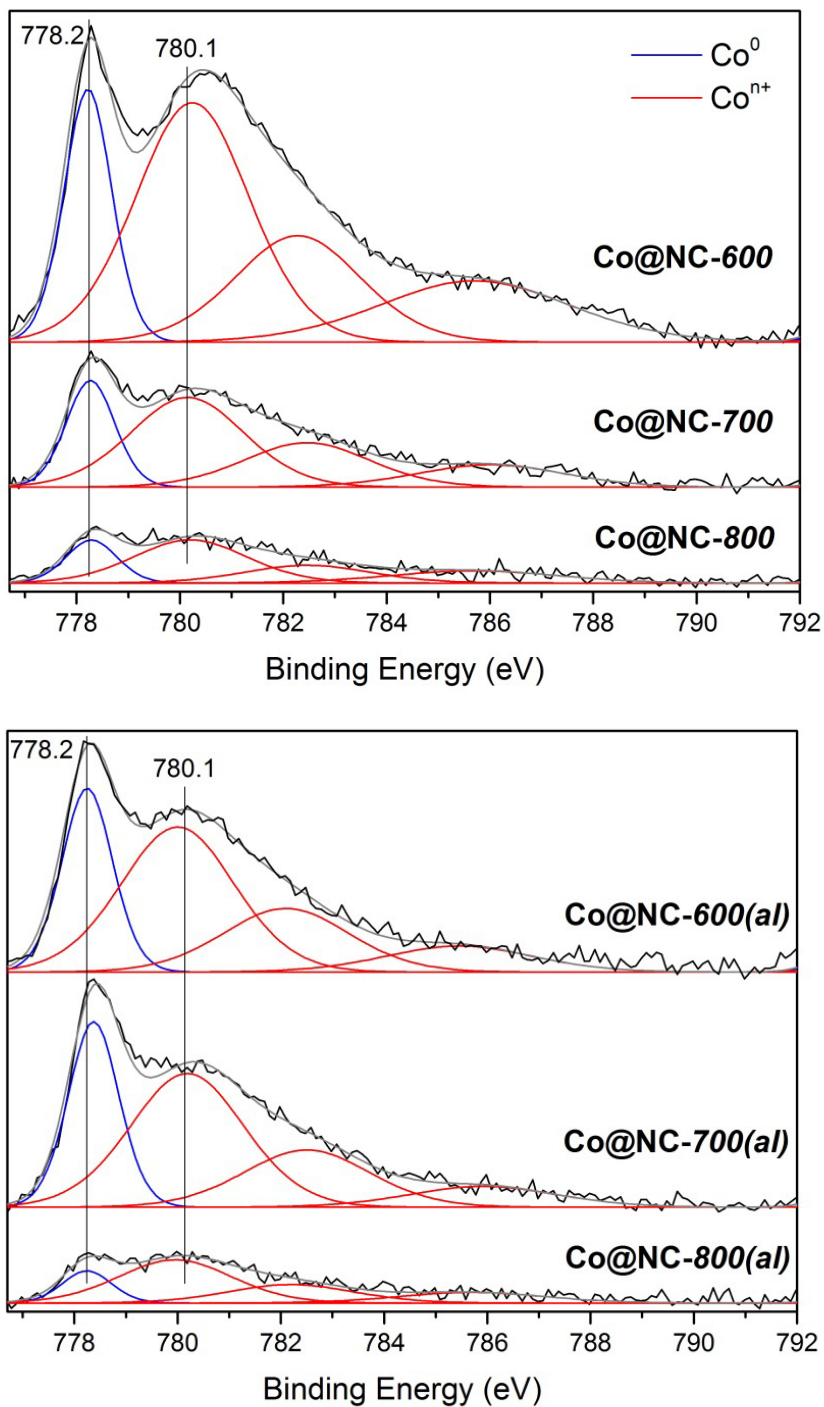 778.2
780.1
Co⁰
Coⁿ⁺
Co@NC-600
Co@NC-700
Co@NC-800
778 780 782 784 786 788 790 792
Binding Energy (eV)
778.2
780.1
Co@NC-600(al)
Co@NC-700(al)
Co@NC-800(al)
778 780 782 784 786 788 790 792
Binding Energy (eV)